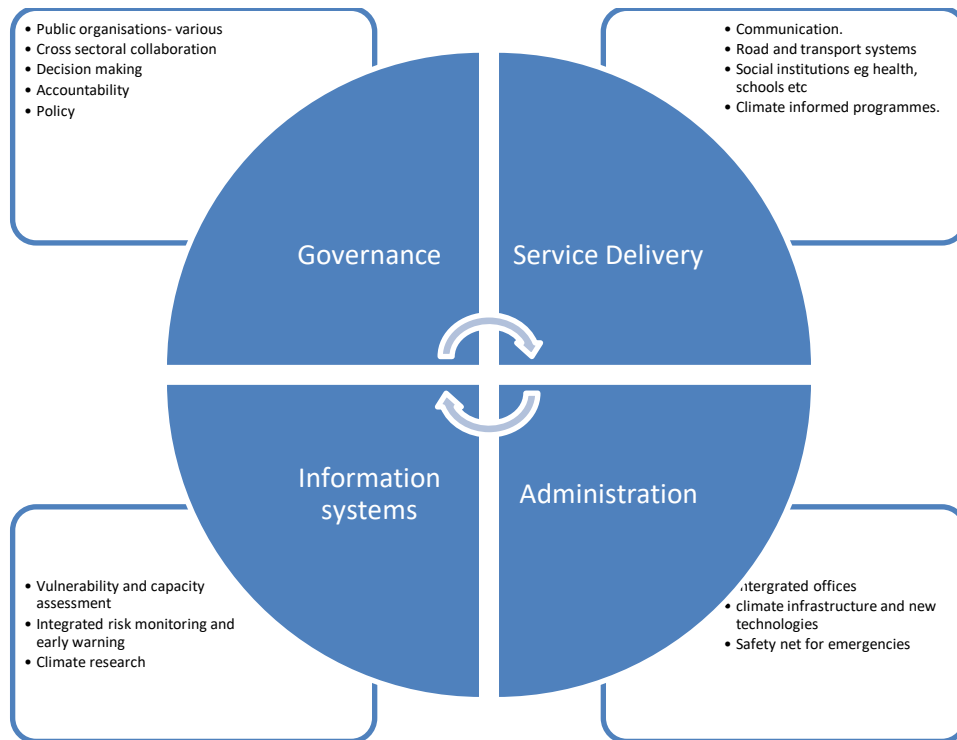 • Public organisations- various
• Cross sectoral collaboration
• Decision making
• Accountability
• Policy
• Communication.
• Road and transport systems
• Social institutions eg health,
schools etc
• Climate informed programmes.
Governance
Service Delivery
Information
systems
Administration
• Vulnerability and capacity
assessment
• Integrated risk monitoring and
early warning
• Climate research
ntergrated offices
• climate infrastructure and new
technologies
• Safety net for emergencies